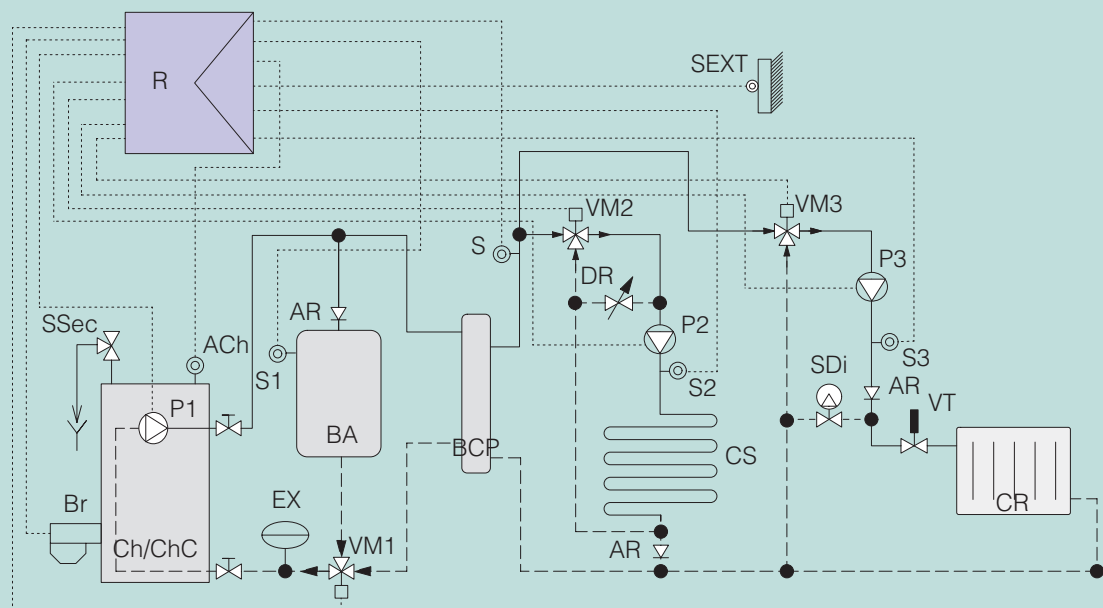 R
SEXT
VM2
VM3
S
P3
DR
AR
SSec
ACh
P2
S1
S2
S3
SDi
AR
P1
VT
BA
BCP
CS
Br
EX
CR
VM1
Ch/ChC
AR